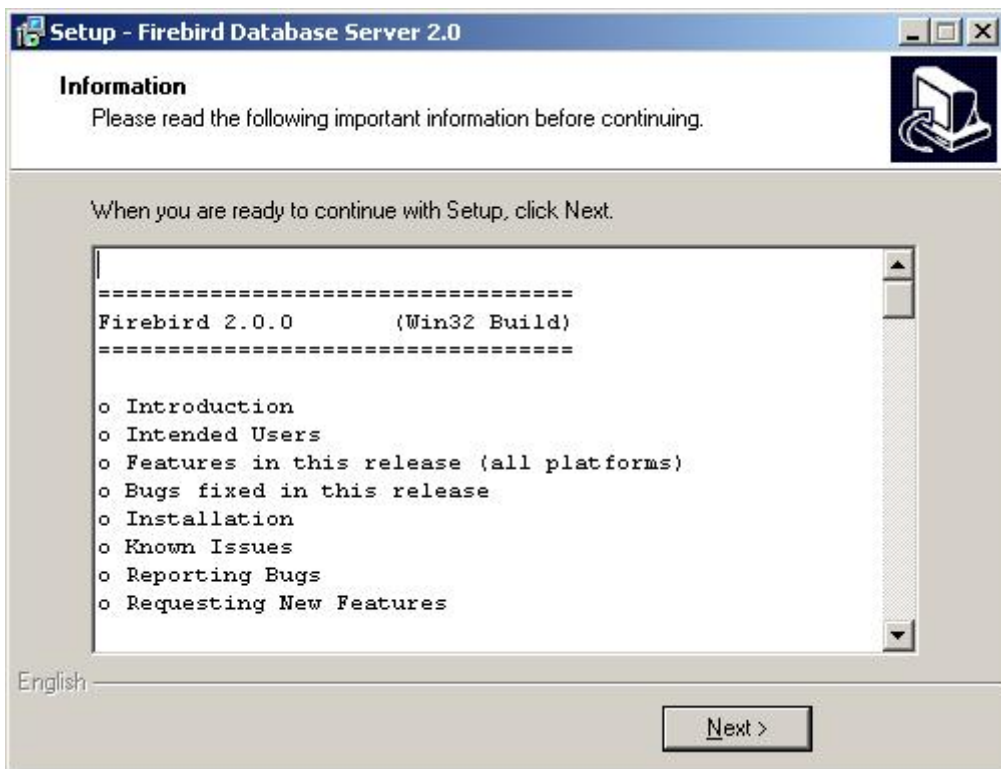 Setup - Firebird Database Server 2.0
Information
Please read the following important information before continuing.
When you are ready to continue with Setup, click Next.
==================================
Firebird 2.0.0 (Win32 Build)
==================================
o Introduction
o Intended Users
o Features in this release (all platforms)
o Bugs fixed in this release
o Installation
o Known Issues
o Reporting Bugs
o Requesting New Features
English
Next >